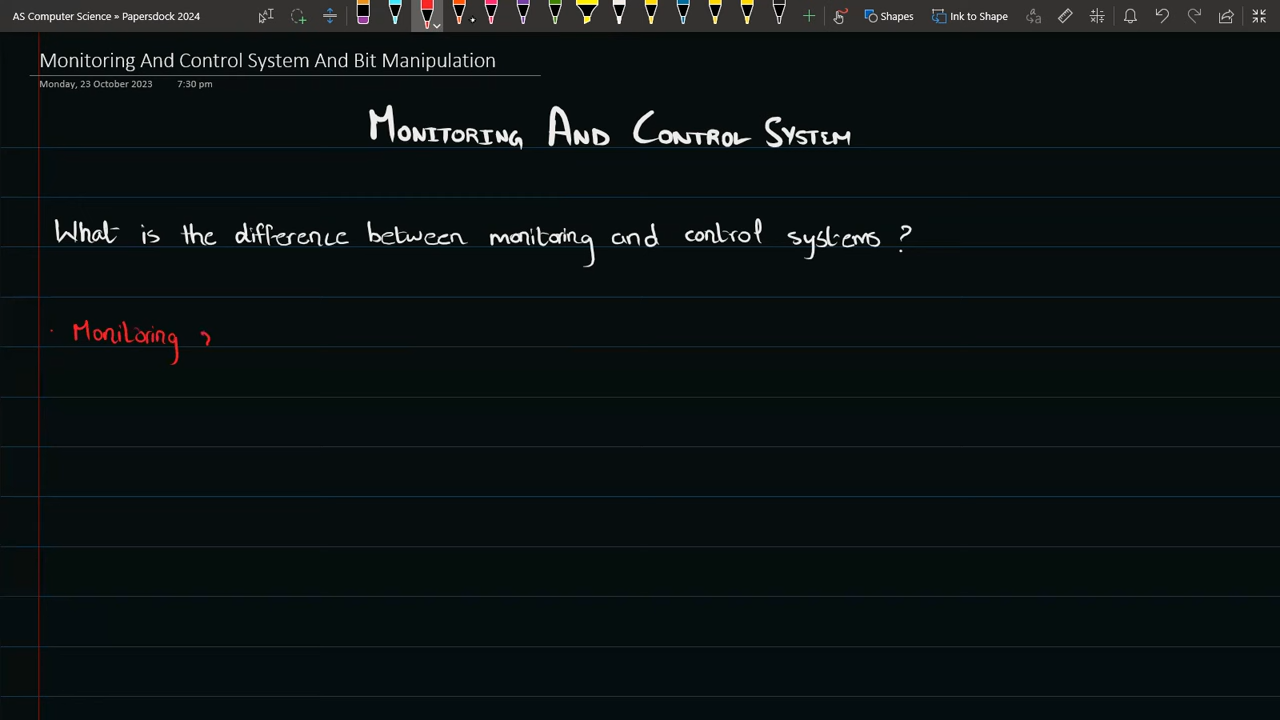 AS Computer Science » Papersdock 2024
Shapes
Ink to Shape
Monitoring And Control System And Bit Manipulation
Monday, 23 October 2023 7:30 pm
MONITORING AND CONTROL SYSTEM
What is the difference between monitoring and control systems ?
· Monitoring